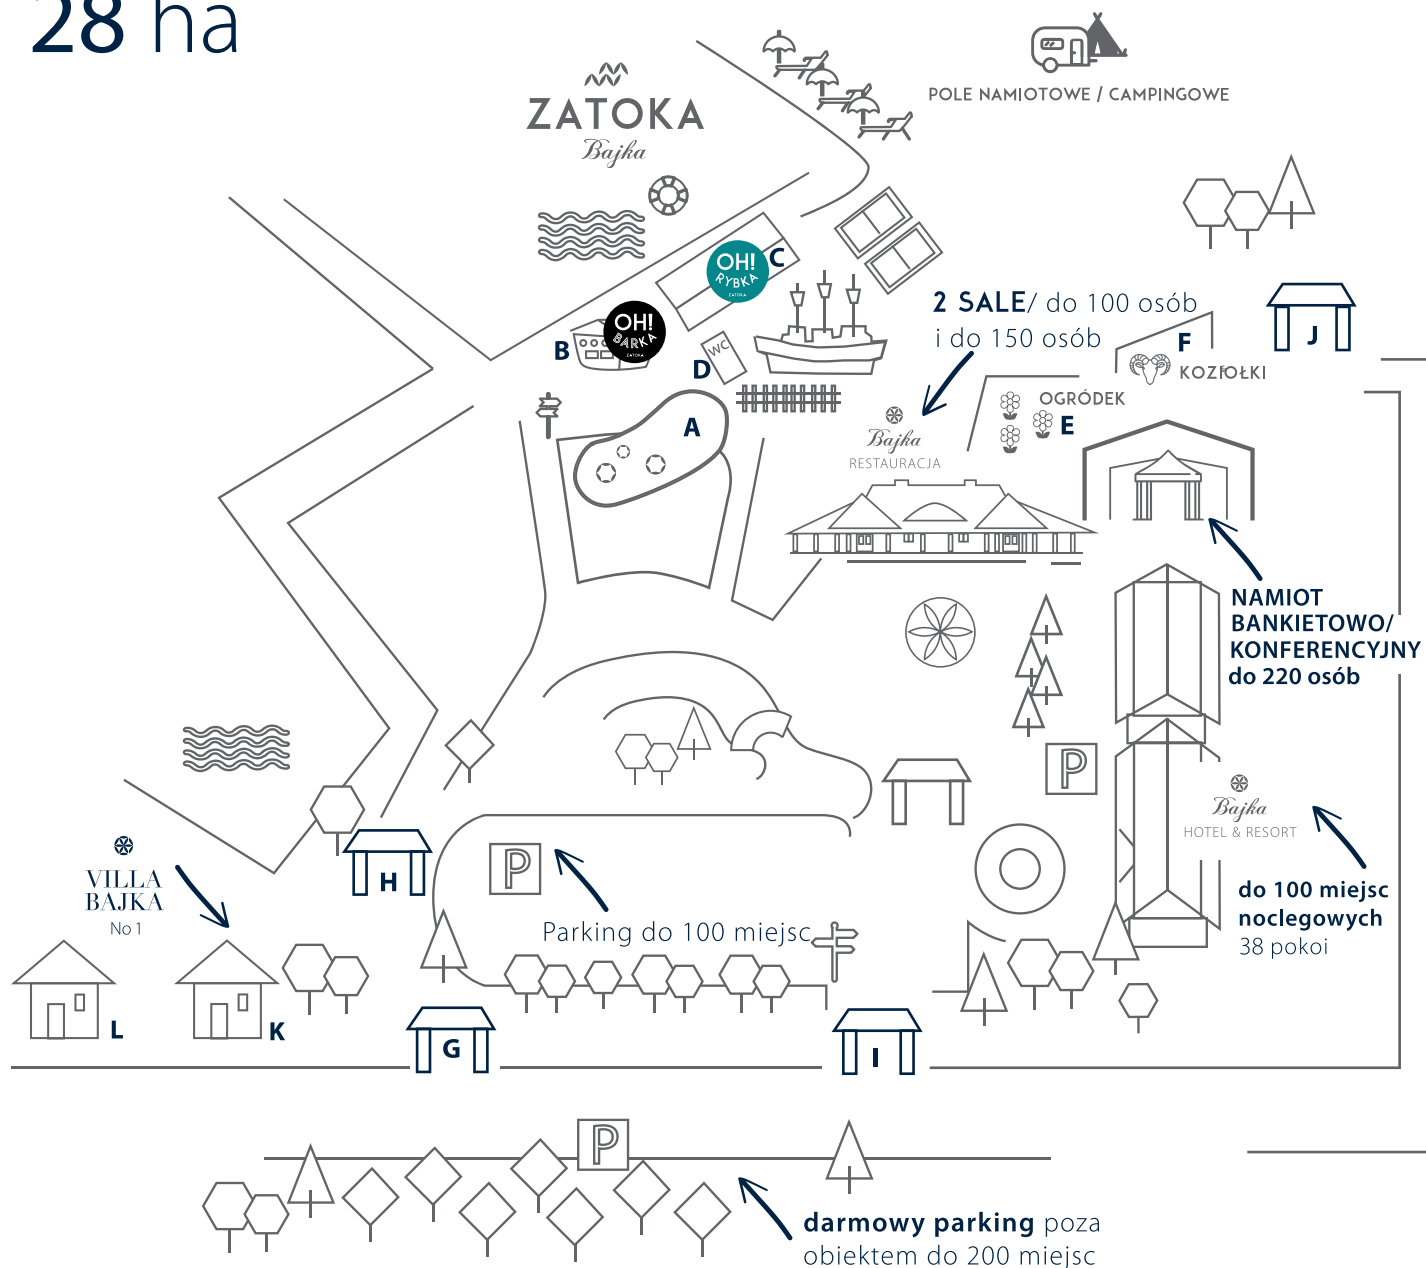 28 ha
POLE NAMIOTOWE / CAMPINGOWE
ZATOKA
Bajka
OH!
RYBKA
ZATOKA
C
OH!
BARKA
ZATOKA
B
WC
D
2 SALE/ do 100 osób
i do 150 osób
F
J
KOZIOŁKI
OGRÓDEK
E
A
Bajka
RESTAURACJA
NAMIOT
BANKIETOWO/
KONFERENCYJNY
do 220 osób
P
Bajka
HOTEL & RESORT
do 100 miejsc
noclegowych
38 pokoi
VILLA
BAJKA
No 1
H
P
Parking do 100 miejsc
L
K
G
I
P
darmowy parking poza
obiektem do 200 miejsc